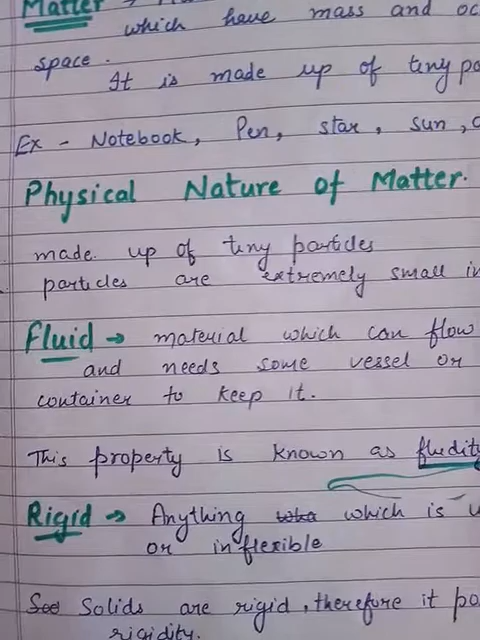 Matter →
which have mass and
space.
It is made up of tiny
Ex - Notebook, Pen, star, sun,
Physical Nature of Matter.
made up of tiny particles
particles are extremely small
Fluid → material which can flow
and needs some vessel or
container to keep it.
This property is known as fluidity
Rigid → Anything which is
or inflexible
Solids are rigid, therefore it
rigidity.